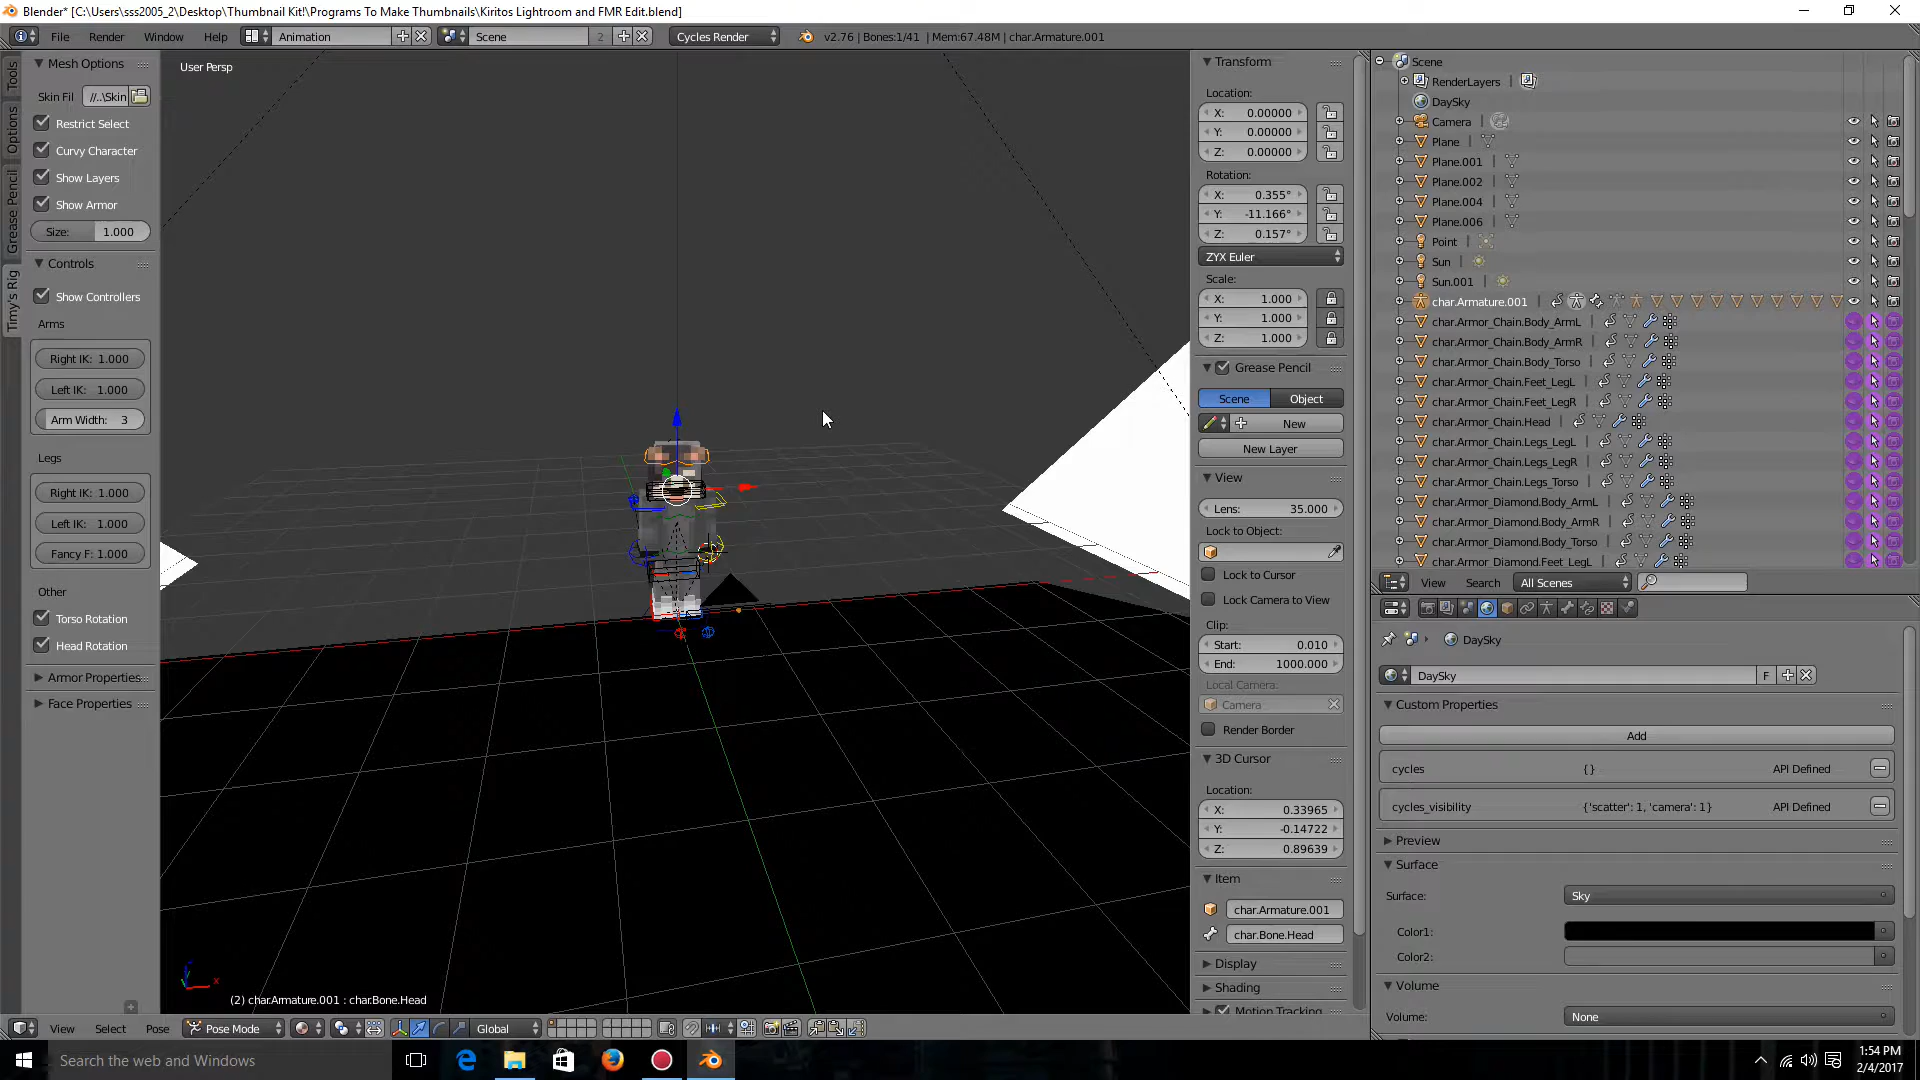 Blender* [C:\Users\sss2005_2\Desktop\Thumbnail Kit!\Programs To Make Thumbnails\Kiritos Lightroom and FMR Edit.blend]
File Render Window Help Animation Scene 2 Cycles Render v2.76 | Bones:1/41 | Mem:67.48M | char.Armature.001
Tools
Options
Grease Pencil
Timy's Rig
Mesh Options
Skin Fil //..\Skin
Restrict Select
Curvy Character
Show Layers
Show Armor
Size: 1.000
Controls
Show Controllers
Arms
Right IK: 1.000
Left IK: 1.000
Arm Width: 3
Legs
Right IK: 1.000
Left IK: 1.000
Fancy F: 1.000
Other
Torso Rotation
Head Rotation
Armor Properties
Face Properties
User Persp
(2) char.Armature.001 : char.Bone.Head
View Select Pose Pose Mode Global
Transform
Location:
X: 0.00000
Y: 0.00000
Z: 0.00000
Rotation:
X: 0.355°
Y: -11.166°
Z: 0.157°
ZYX Euler
Scale:
X: 1.000
Y: 1.000
Z: 1.000
Grease Pencil
Scene Object
New
New Layer
View
Lens: 35.000
Lock to Object:
Lock to Cursor
Lock Camera to View
Clip:
Start: 0.010
End: 1000.000
Local Camera:
Camera
Render Border
3D Cursor
Location:
X: 0.33965
Y: -0.14722
Z: 0.89639
Item
char.Armature.001
char.Bone.Head
Display
Shading
Motion Tracking
Scene
RenderLayers
DaySky
Camera
Plane
Plane.001
Plane.002
Plane.004
Plane.006
Point
Sun
Sun.001
char.Armature.001
char.Armor_Chain.Body_ArmL
char.Armor_Chain.Body_ArmR
char.Armor_Chain.Body_Torso
char.Armor_Chain.Feet_LegL
char.Armor_Chain.Feet_LegR
char.Armor_Chain.Head
char.Armor_Chain.Legs_LegL
char.Armor_Chain.Legs_LegR
char.Armor_Chain.Legs_Torso
char.Armor_Diamond.Body_ArmL
char.Armor_Diamond.Body_ArmR
char.Armor_Diamond.Body_Torso
char.Armor_Diamond.Feet_LegL
View Search All Scenes
DaySky
DaySky F
Custom Properties
Add
cycles {} API Defined
cycles_visibility {'scatter': 1, 'camera': 1} API Defined
Preview
Surface
Surface: Sky
Color1:
Color2:
Volume
Volume: None
Search the web and Windows
1:54 PM
2/4/2017